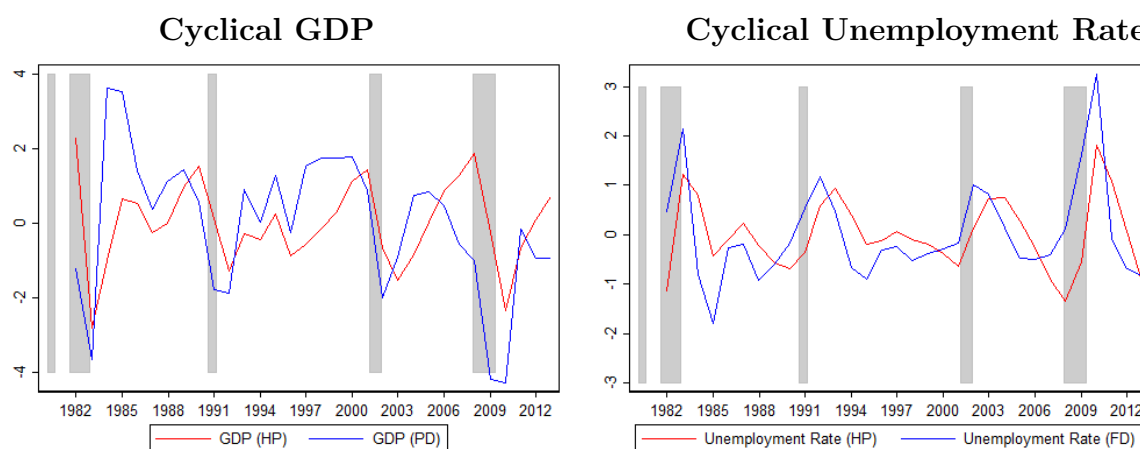 Cyclical GDP
4
2
0
-2
-4
1982 1985 1988 1991 1994 1997 2000 2003 2006 2009 2012
GDP (HP) GDP (PD)
Cyclical Unemployment Rate
3
2
1
0
-1
-2
-3
1982 1985 1988 1991 1994 1997 2000 2003 2006 2009 2012
Unemployment Rate (HP) Unemployment Rate (FD)